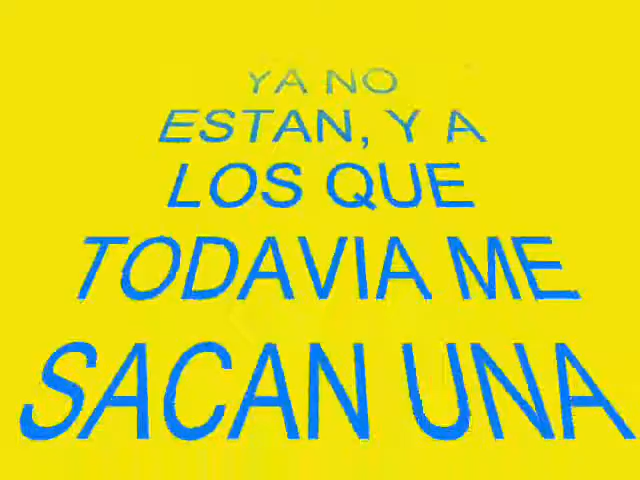 YA NO
ESTAN, Y A
LOS QUE
TODAVIA ME
SACAN UNA